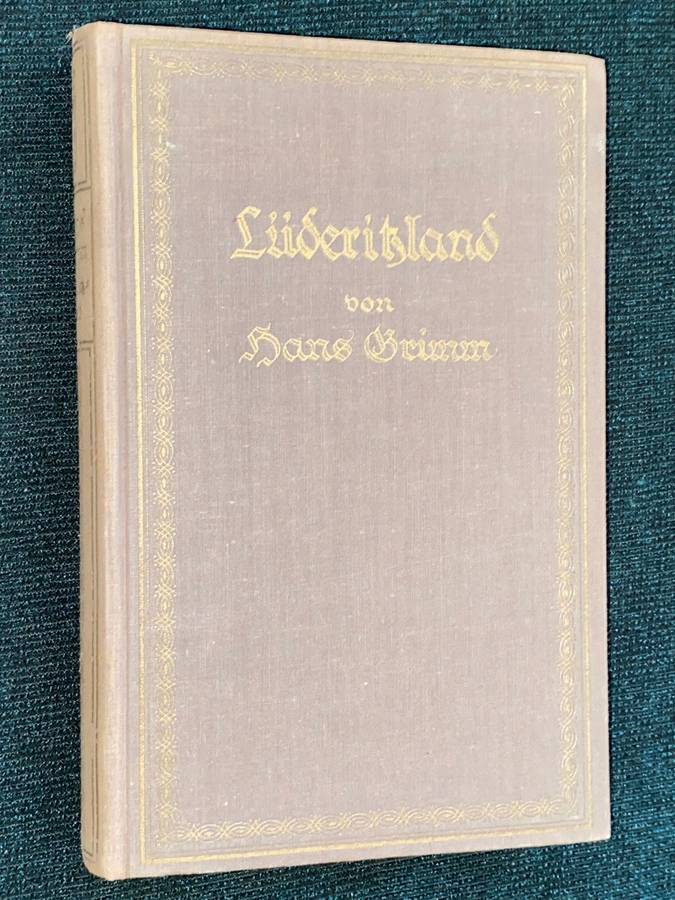 Lüderitzland
von
Hans Grimm